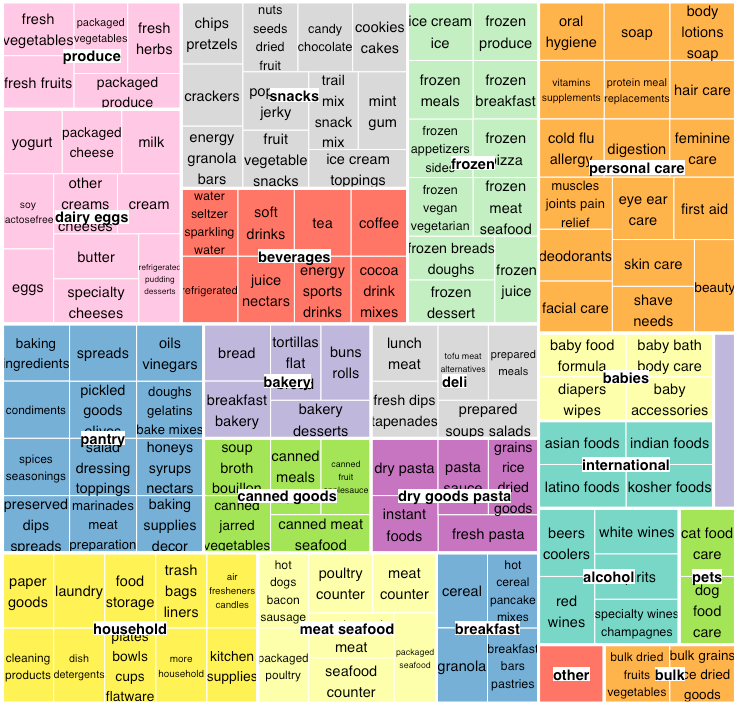 fresh
vegetables
packaged
vegetables
fresh
herbs
produce
fresh fruits
packaged
produce
yogurt
packaged
cheese
milk
soy
lactosefree
other
creams
cheeses
cream
dairy eggs
eggs
butter
specialty
cheeses
refrigerated
pudding
desserts
chips
pretzels
nuts
seeds
dried
fruit
candy
chocolate
cookies
cakes
crackers
jerky
snacks
trail
mix
snack
mix
mint
gum
energy
granola
bars
fruit
vegetable
snacks
ice cream
toppings
water
seltzer
sparkling
water
soft
drinks
tea
coffee
beverages
refrigerated
juice
nectars
energy
sports
drinks
cocoa
drink
mixes
ice cream
ice
frozen
produce
frozen
meals
frozen
breakfast
frozen
appetizers
sides
frozen
frozen
frozen
vegan
vegetarian
frozen
meat
seafood
frozen breads
doughs
frozen
dessert
frozen
juice
oral
hygiene
soap
body
lotions
soap
vitamins
supplements
protein meal
replacements
hair care
cold flu
allergy
digestion
feminine
care
personal care
muscles
joints pain
relief
eye ear
care
first aid
deodorants
skin care
beauty
facial care
shave
needs
baking
ingredients
spreads
oils
vinegars
condiments
pickled
goods
olives
doughs
gelatins
bake mixes
pantry
spices
seasonings
salad
dressing
toppings
honeys
syrups
nectars
preserved
dips
spreads
marinades
meat
preparation
baking
supplies
decor
bread
tortillas
flat
buns
rolls
bakery
breakfast
bakery
bakery
desserts
lunch
meat
tofu meat
alternatives
prepared
meals
deli
fresh dips
tapenades
prepared
soups salads
soup
broth
bouillon
canned
meals
canned
fruit
applesauce
canned goods
canned
jarred
vegetables
canned meat
seafood
dry pasta
pasta
sauce
grains
rice
dried
goods
dry goods pasta
instant
foods
fresh pasta
baby food
formula
baby bath
body care
babies
diapers
wipes
baby
accessories
asian foods
indian foods
international
latino foods
kosher foods
beers
coolers
white wines
alcohol
red
wines
specialty wines
champagnes
cat food
care
pets
dog
food
care
paper
goods
laundry
food
storage
trash
bags
liners
air
fresheners
candles
household
cleaning
products
dish
detergents
plates
bowls
cups
flatware
more
household
kitchen
supplies
hot
dogs
bacon
sausage
poultry
counter
meat
counter
meat seafood
packaged
poultry
meat
seafood
counter
packaged
seafood
cereal
hot
cereal
pancake
mixes
breakfast
granola
breakfast
bars
pastries
other
bulk dried
fruits
vegetables
bulk grains
rice dried
goods
bulk